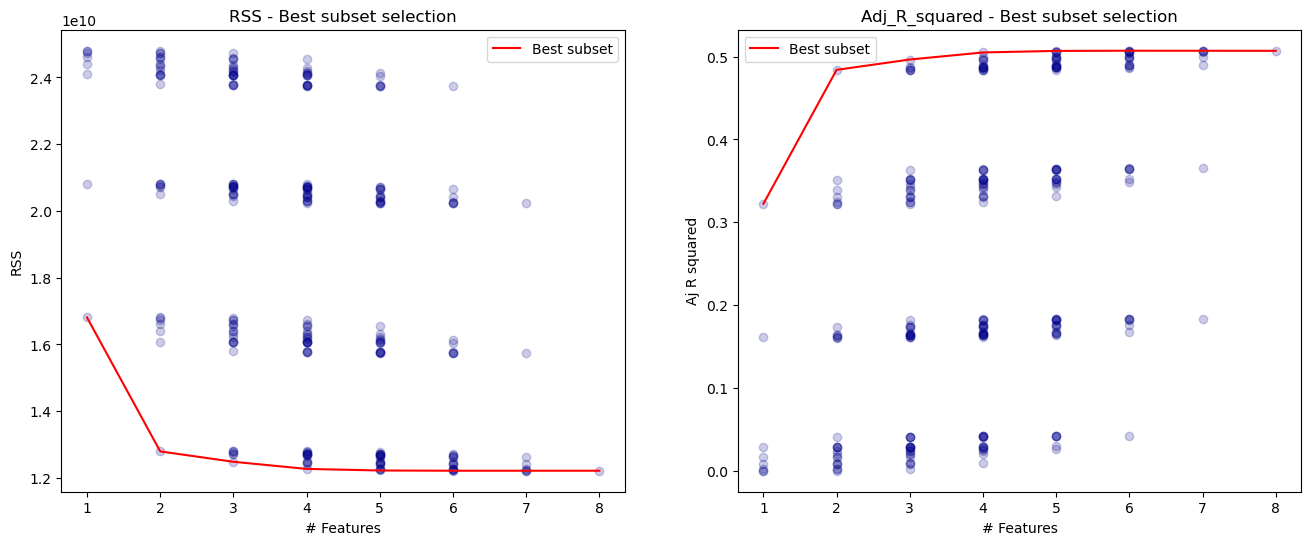 RSS - Best subset selection
1e10
Best subset
2.4
2.2
2.0
1.8
1.6
1.4
1.2
RSS
1 2 3 4 5 6 7 8
# Features
Adj_R_squared - Best subset selection
Best subset
0.5
0.4
0.3
0.2
0.1
0.0
Aj R squared
1 2 3 4 5 6 7 8
# Features